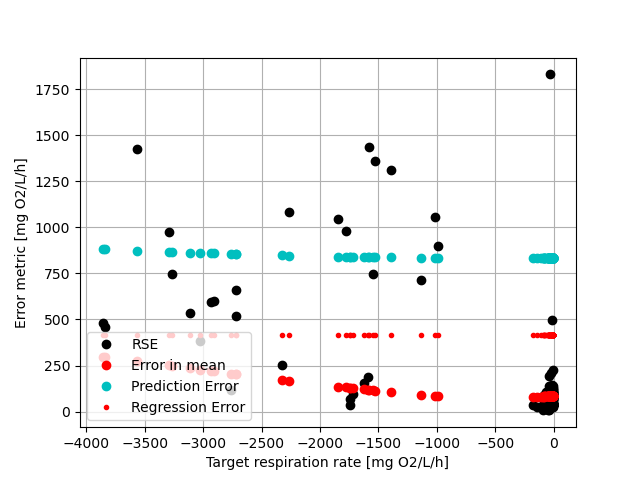 1750
1500
1250
1000
750
500
250
0
Error metric [mg O2/L/h]
RSE
Error in mean
Prediction Error
Regression Error
−4000 −3500 −3000 −2500 −2000 −1500 −1000 −500 0
Target respiration rate [mg O2/L/h]